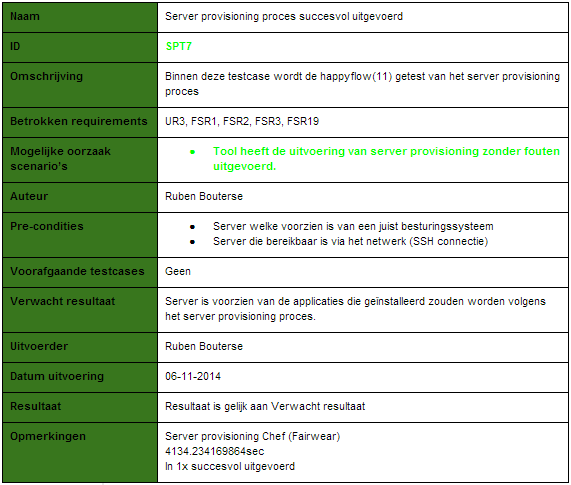 Naam
Server provisioning proces succesvol uitgevoerd
ID
SPT7
Omschrijving
Binnen deze testcase wordt de happyflow(11) getest van het server provisioning
proces
Betrokken requirements
UR3, FSR1, FSR2, FSR3, FSR19
Mogelijke oorzaak
scenario's
● Tool heeft de uitvoering van server provisioning zonder fouten
uitgevoerd.
Auteur
Ruben Bouterse
Pre-condities
● Server welke voorzien is van een juist besturingssysteem
● Server die bereikbaar is via het netwerk (SSH connectie)
Voorafgaande testcases
Geen
Verwacht resultaat
Server is voorzien van de applicaties die geïnstalleerd zouden worden volgens
het server provisioning proces.
Uitvoerder
Ruben Bouterse
Datum uitvoering
06-11-2014
Resultaat
Resultaat is gelijk aan Verwacht resultaat
Opmerkingen
Server provisioning Chef (Fairwear)
4134.234169864sec
In 1x succesvol uitgevoerd